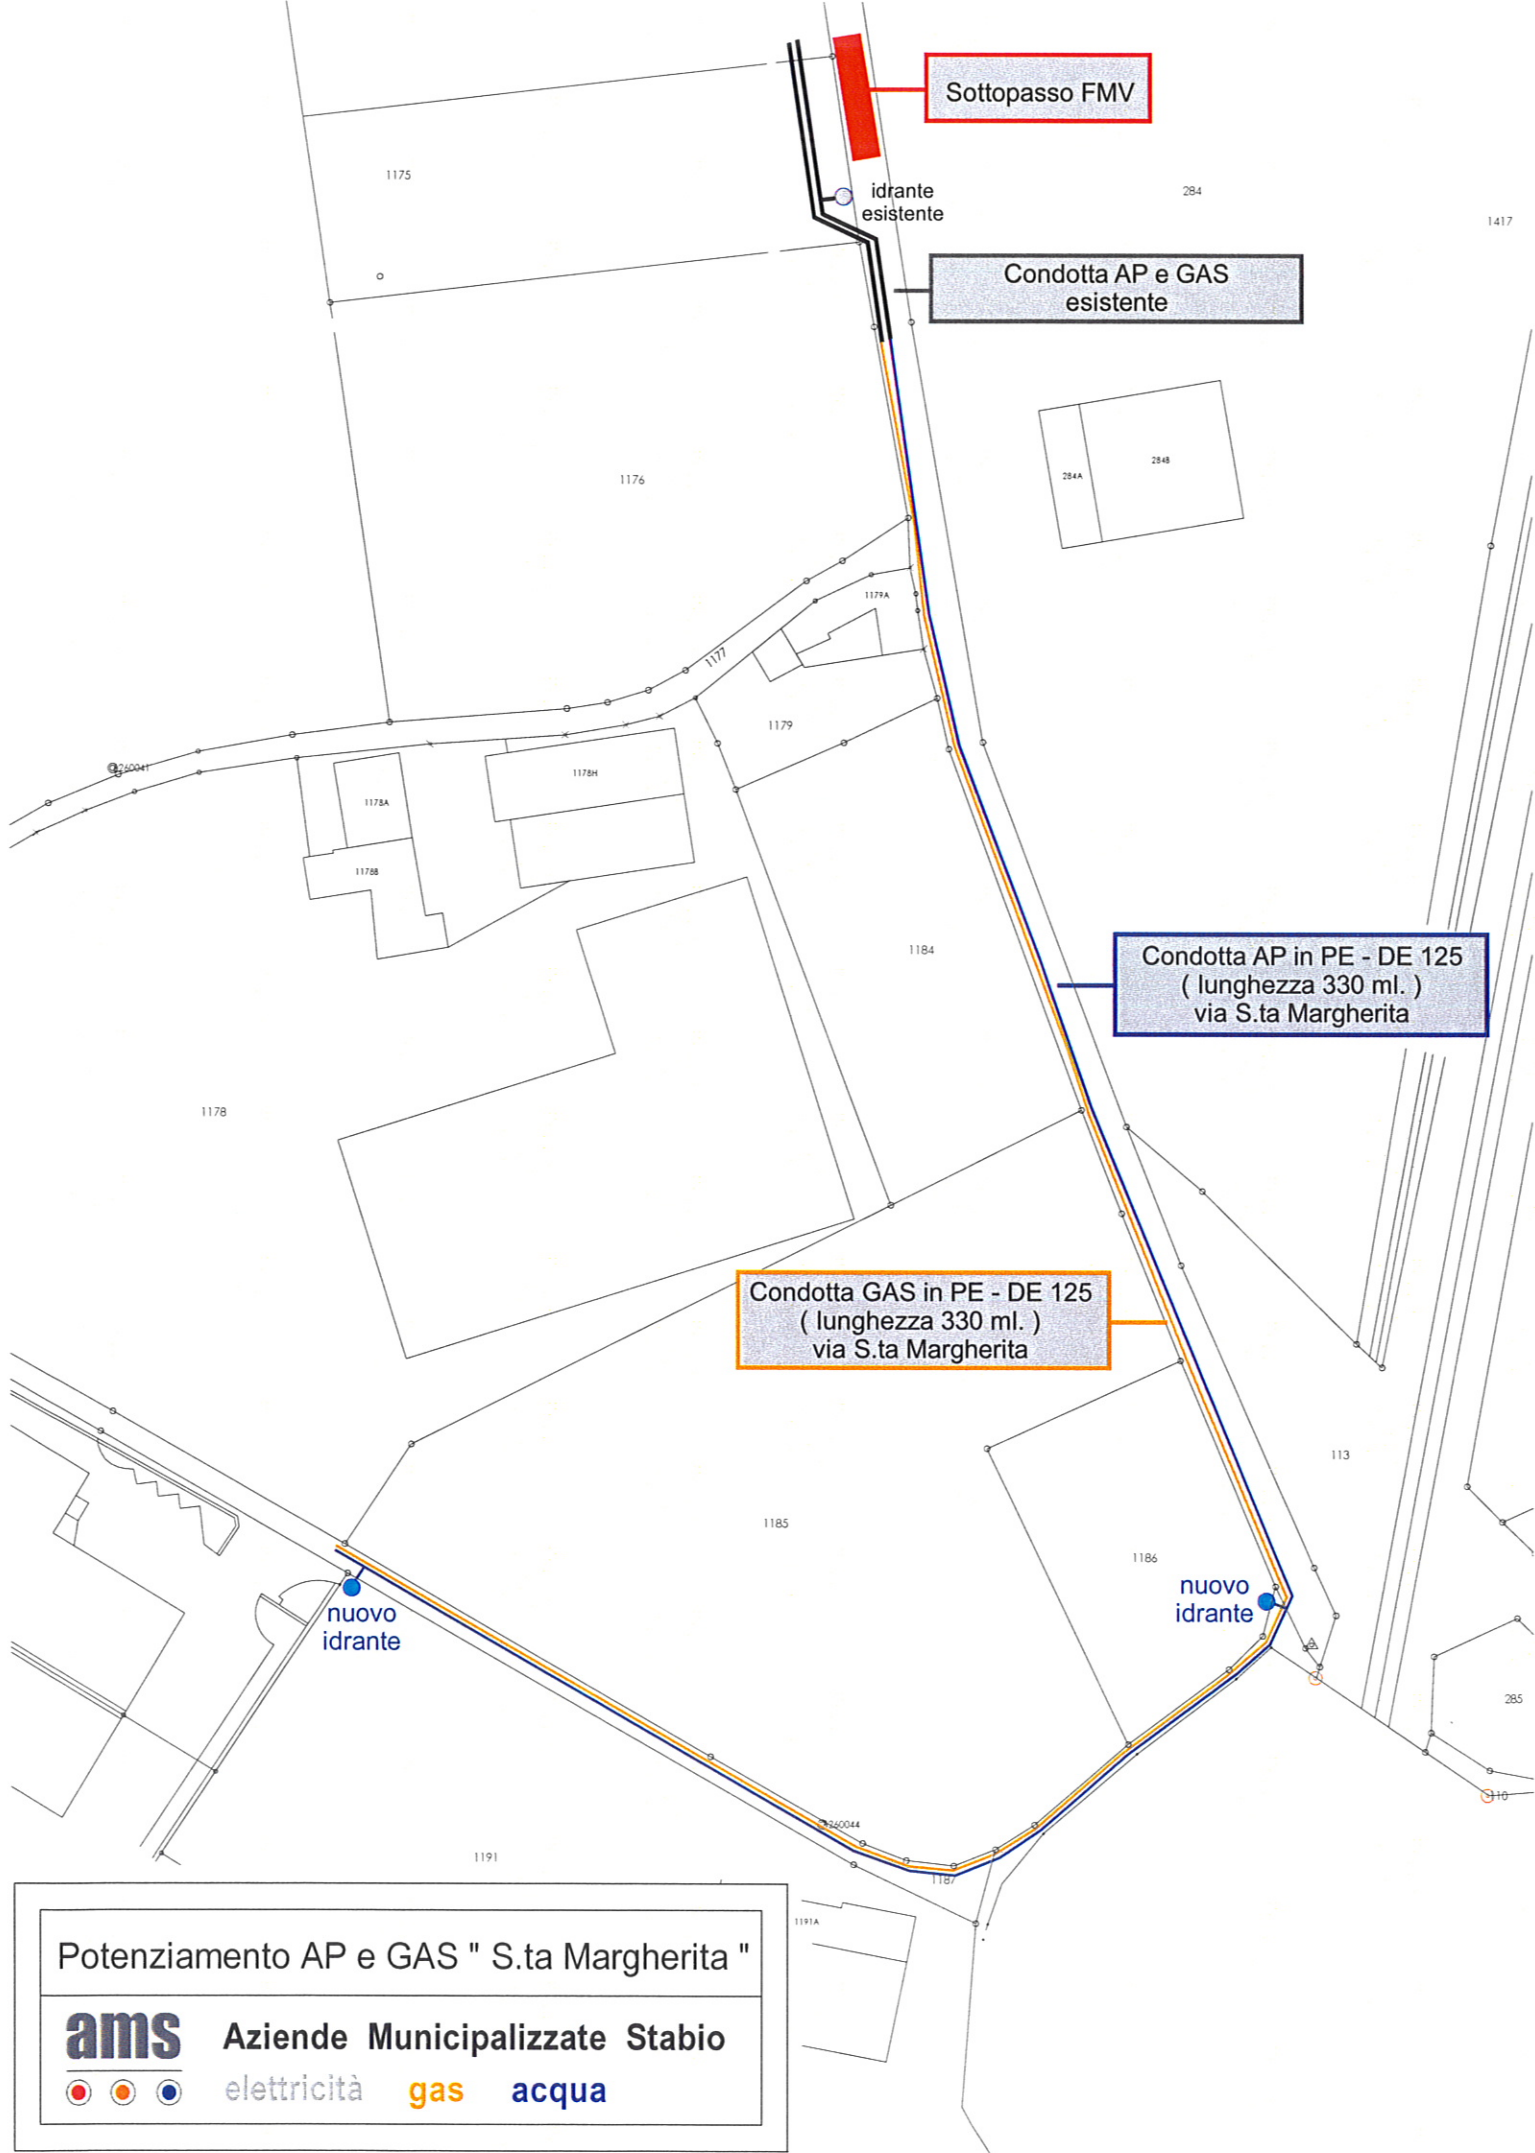 Sottopasso FMV
1175
284
idrante
esistente
1417
Condotta AP e GAS
esistente
1176
284A
284B
1179A
1177
1179
260041
1178H
1178A
1178B
1184
Condotta AP in PE - DE 125
( lunghezza 330 ml. )
via S.ta Margherita
1178
Condotta GAS in PE - DE 125
( lunghezza 330 ml. )
via S.ta Margherita
113
1185
1186
nuovo
idrante
nuovo
idrante
285
110
260044
1191
1187
1191A
Potenziamento AP e GAS " S.ta Margherita "
ams
Aziende Municipalizzate Stabio
elettricità gas acqua